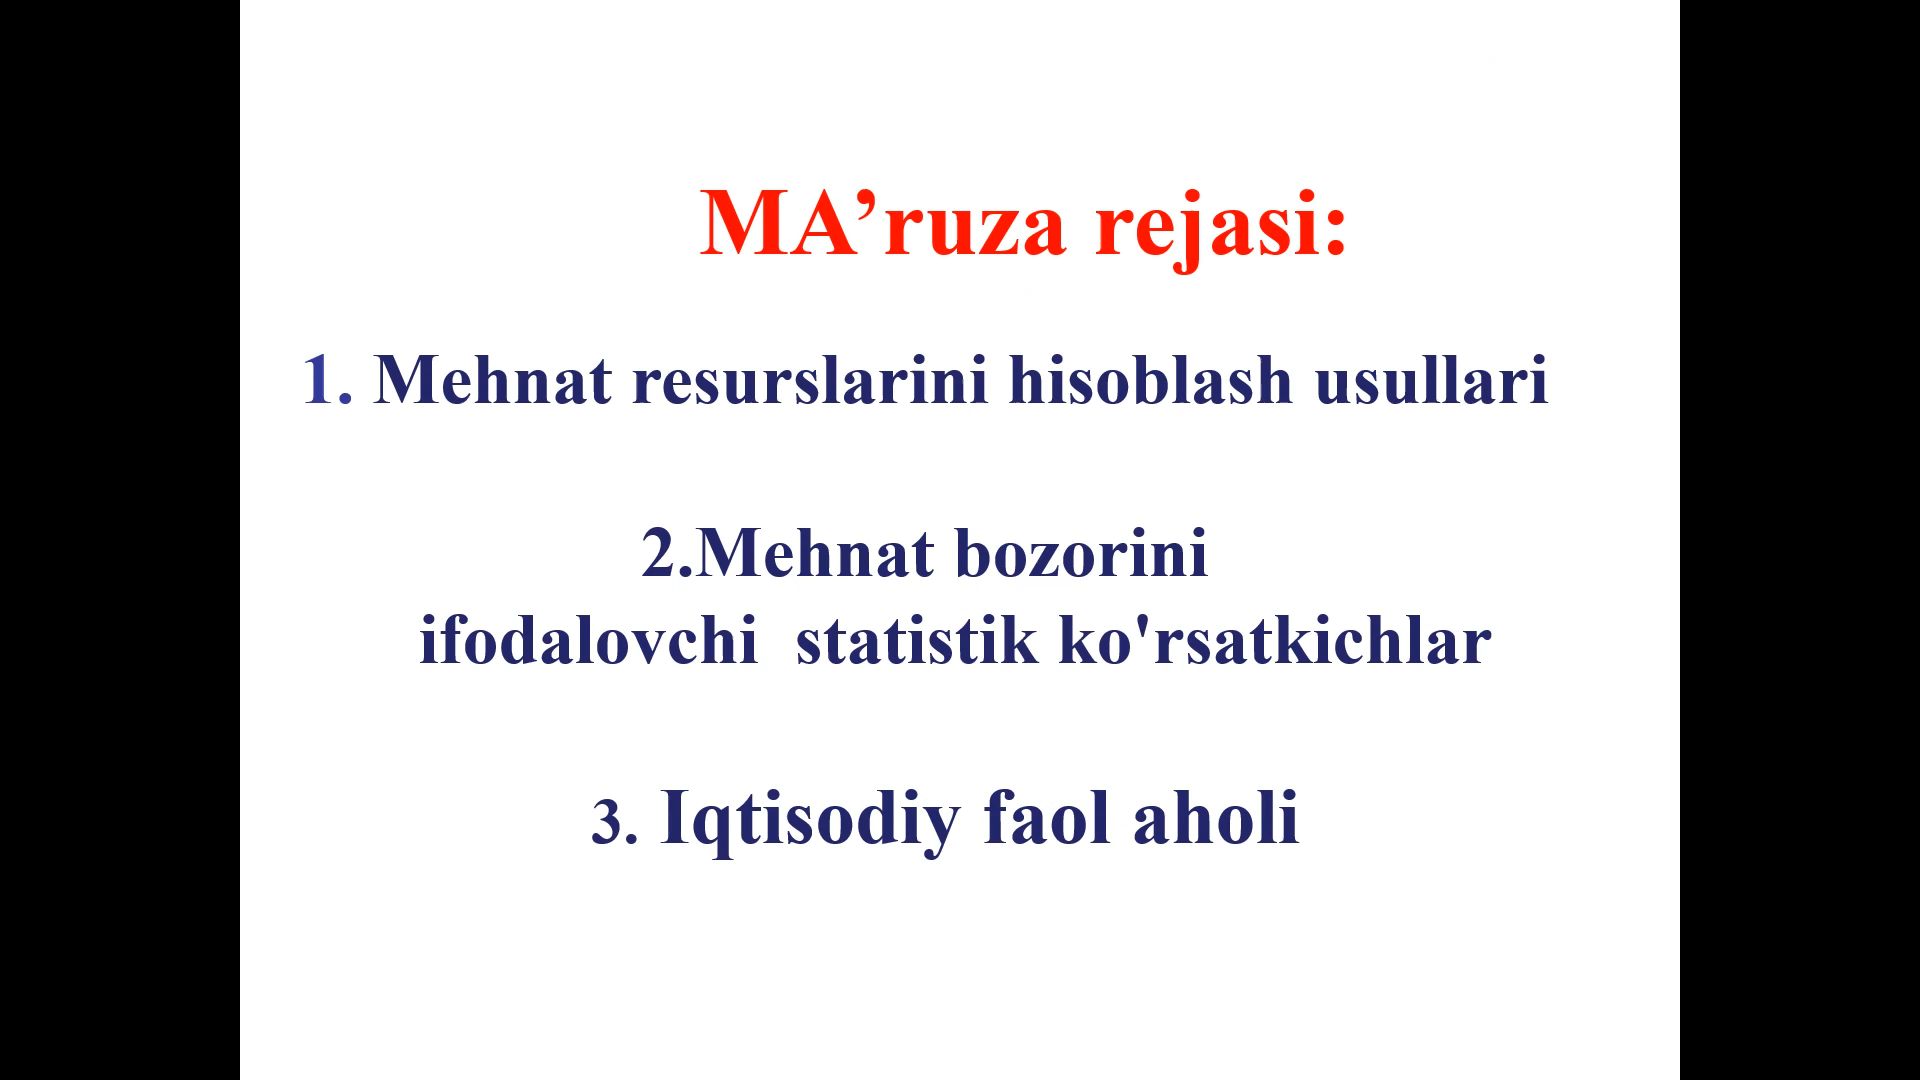 MA’ruza rejasi:
1. Mehnat resurslarini hisoblash usullari
2.Mehnat bozorini
ifodalovchi  statistik ko'rsatkichlar
3. Iqtisodiy faol aholi